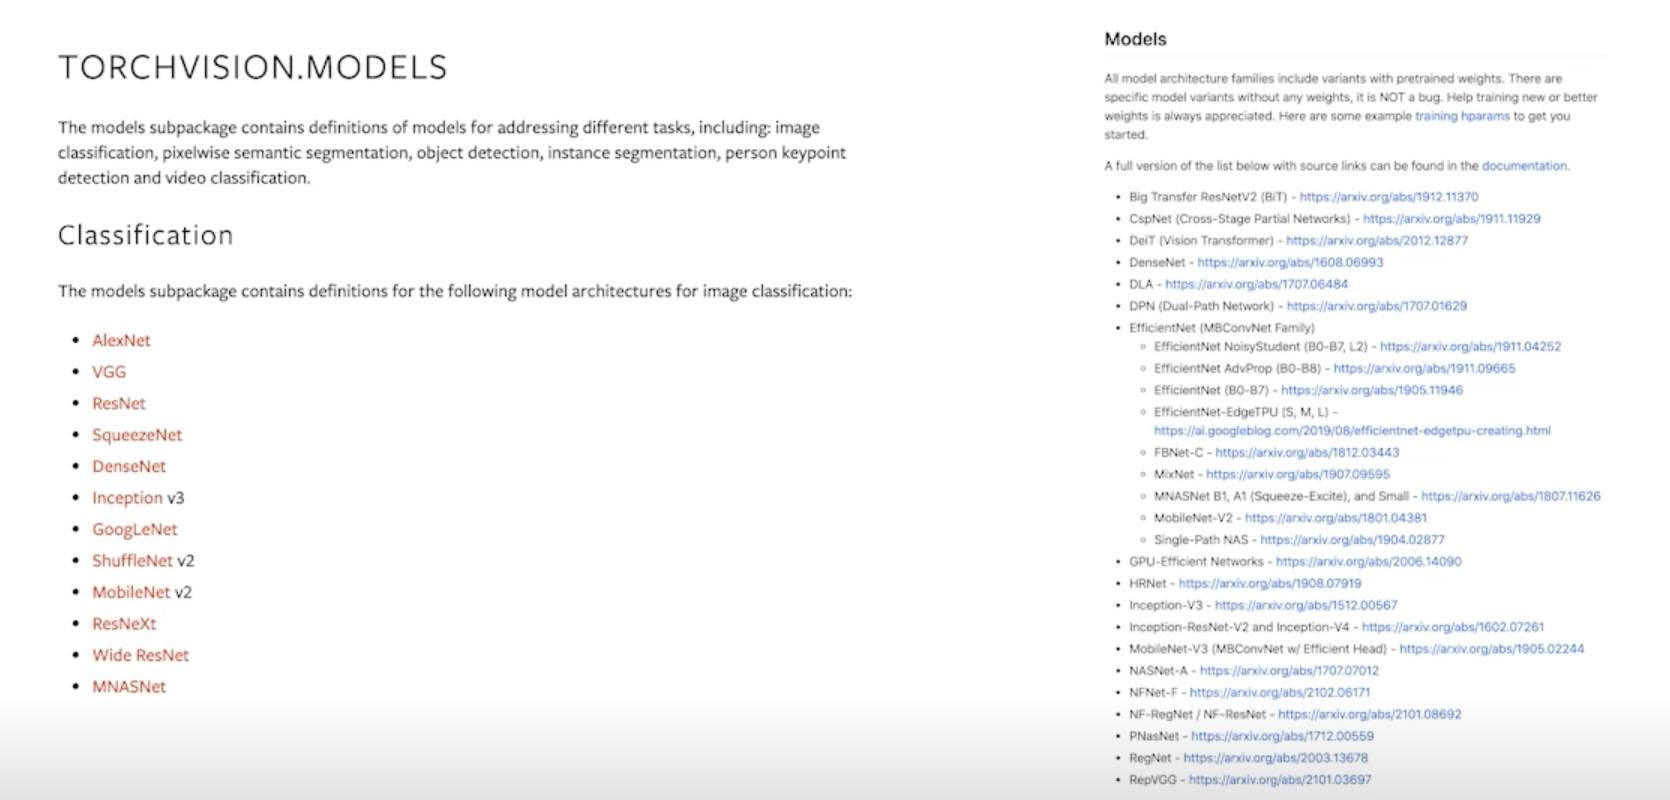 TORCHVISION.MODELS
The models subpackage contains definitions of models for addressing different tasks, including: image
classification, pixelwise semantic segmentation, object detection, instance segmentation, person keypoint
detection and video classification.
Classification
The models subpackage contains definitions for the following model architectures for image classification:
• AlexNet
• VGG
• ResNet
• SqueezeNet
• DenseNet
• Inception v3
• GoogLeNet
• ShuffleNet v2
• MobileNet v2
• ResNeXt
• Wide ResNet
• MNASNet
Models
All model architecture families include variants with pretrained weights. There are
specific model variants without any weights, it is NOT a bug. Help training new or better
weights is always appreciated. Here are some example training hparams to get you
started.
A full version of the list below with source links can be found in the documentation.
• Big Transfer ResNetV2 (BiT) - https://arxiv.org/abs/1912.11370
• CspNet (Cross-Stage Partial Networks) - https://arxiv.org/abs/1911.11929
• DeiT (Vision Transformer) - https://arxiv.org/abs/2012.12877
• DenseNet - https://arxiv.org/abs/1608.06993
• DLA - https://arxiv.org/abs/1707.06484
• DPN (Dual-Path Network) - https://arxiv.org/abs/1707.01629
• EfficientNet (MBConvNet Family)
◦ EfficientNet NoisyStudent (B0-B7, L2) - https://arxiv.org/abs/1911.04252
◦ EfficientNet AdvProp (B0-B8) - https://arxiv.org/abs/1911.09665
◦ EfficientNet (B0-B7) - https://arxiv.org/abs/1905.11946
◦ EfficientNet-EdgeTPU (S, M, L) -
https://ai.googleblog.com/2019/08/efficientnet-edgetpu-creating.html
◦ FBNet-C - https://arxiv.org/abs/1812.03443
◦ MixNet - https://arxiv.org/abs/1907.09595
◦ MNASNet B1, A1 (Squeeze-Excite), and Small - https://arxiv.org/abs/1807.11626
◦ MobileNet-V2 - https://arxiv.org/abs/1801.04381
◦ Single-Path NAS - https://arxiv.org/abs/1904.02877
• GPU-Efficient Networks - https://arxiv.org/abs/2006.14090
• HRNet - https://arxiv.org/abs/1908.07919
• Inception-V3 - https://arxiv.org/abs/1512.00567
• Inception-ResNet-V2 and Inception-V4 - https://arxiv.org/abs/1602.07261
• MobileNet-V3 (MBConvNet w/ Efficient Head) - https://arxiv.org/abs/1905.02244
• NASNet-A - https://arxiv.org/abs/1707.07012
• NFNet-F - https://arxiv.org/abs/2102.06171
• NF-RegNet / NF-ResNet - https://arxiv.org/abs/2101.08692
• PNasNet - https://arxiv.org/abs/1712.00559
• RegNet - https://arxiv.org/abs/2003.13678
• RepVGG - https://arxiv.org/abs/2101.03697